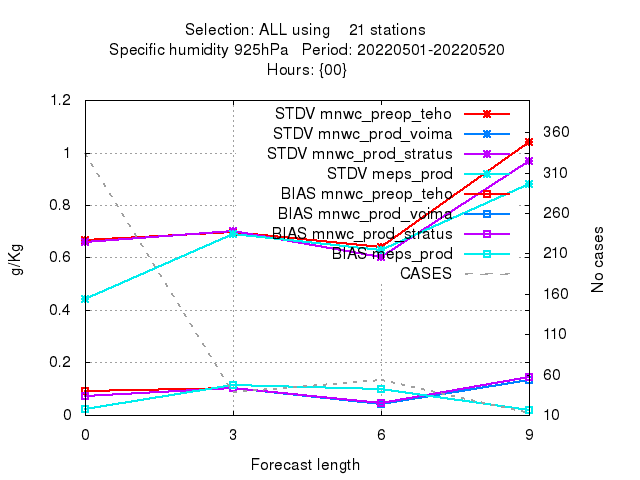 Selection: ALL using 21 stations
Specific humidity 925hPa Period: 20220501-20220520
Hours: {00}
1.2
1
0.8
0.6
0.4
0.2
0
g/Kg
STDV mnwc_preop_teho
STDV mnwc_prod_voima
STDV mnwc_prod_stratus
STDV meps_prod
BIAS mnwc_preop_teho
BIAS mnwc_prod_voima
BIAS mnwc_prod_stratus
BIAS meps_prod
CASES
360
310
260
210
160
110
60
10
No cases
0 3 6 9
Forecast length